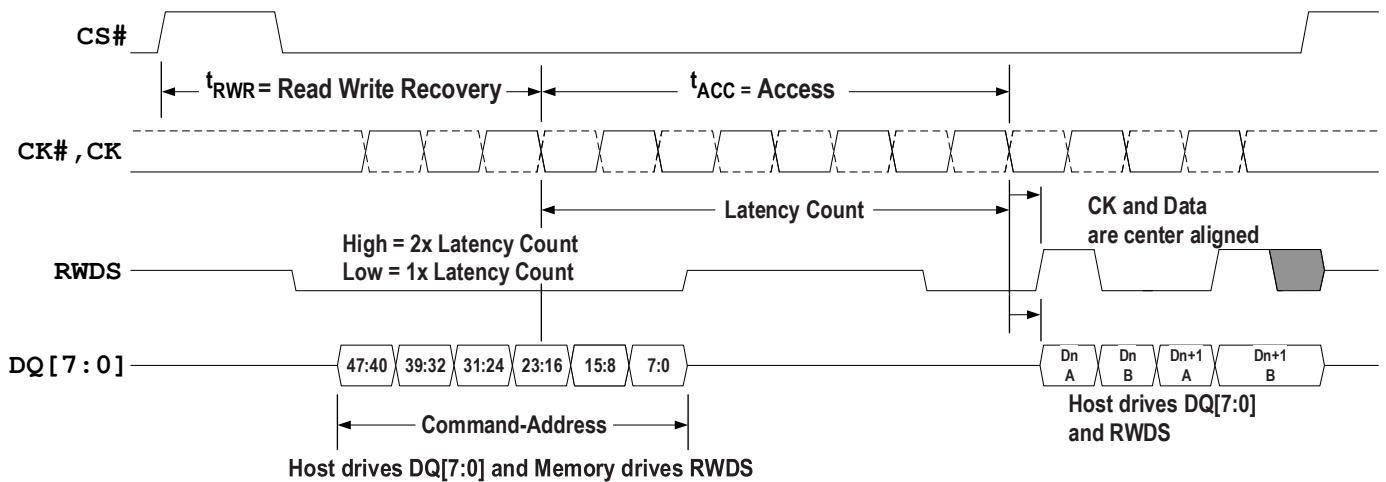 CS#
tRWR = Read Write Recovery
tACC = Access
CK#,CK
Latency Count
CK and Data
are center aligned
High = 2x Latency Count
Low = 1x Latency Count
RWDS
DQ[7:0]
47:40 39:32 31:24 23:16 15:8 7:0
Dn A Dn B Dn+1 A Dn+1 B
Command-Address
Host drives DQ[7:0]
and RWDS
Host drives DQ[7:0] and Memory drives RWDS